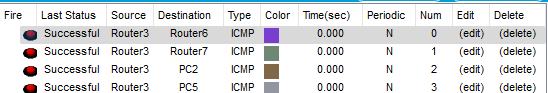 Fire Last Status Source Destination Type Color Time(sec) Periodic Num Edit Delete
Successful Router3 Router6 ICMP 0.000 N 0 (edit) (delete)
Successful Router3 Router7 ICMP 0.000 N 1 (edit) (delete)
Successful Router3 PC2 ICMP 0.000 N 2 (edit) (delete)
Successful Router3 PC5 ICMP 0.000 N 3 (edit) (delete)